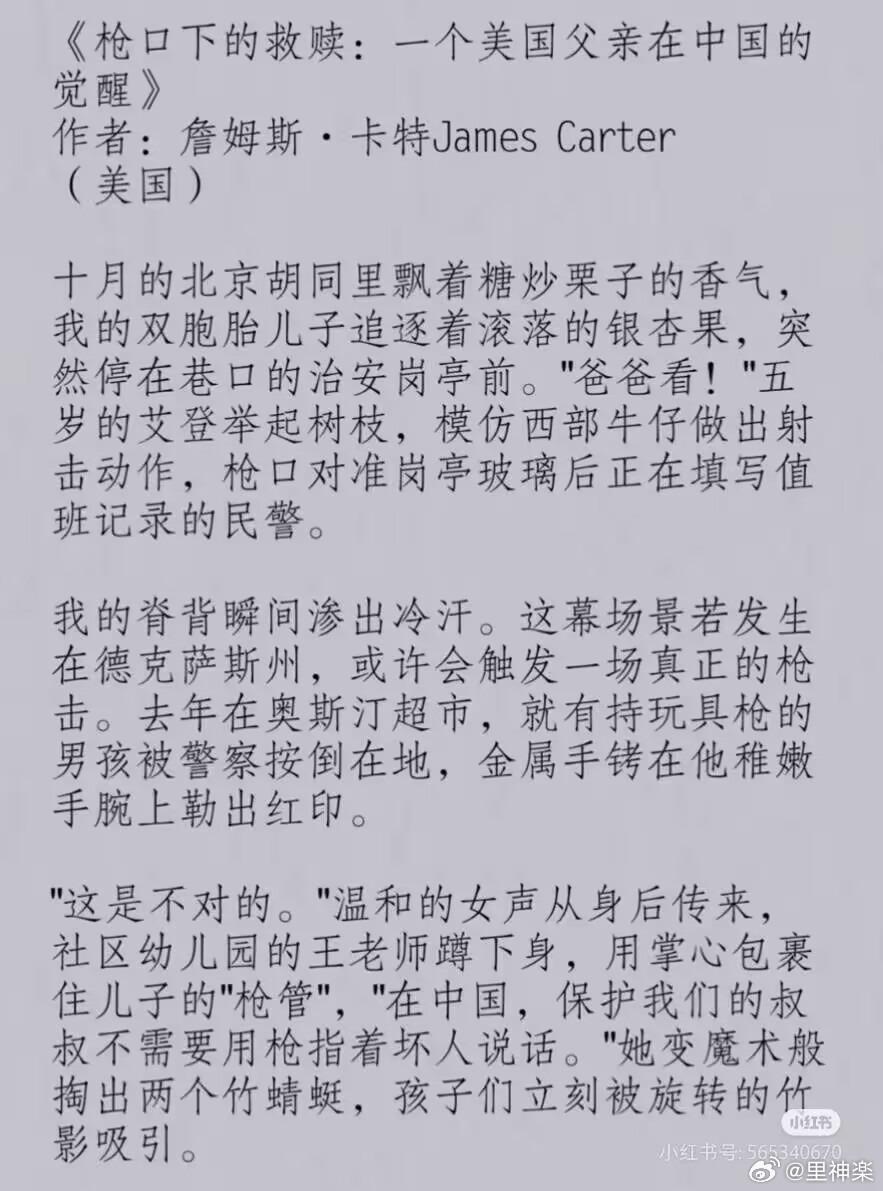 《枪口下的救赎：一个美国父亲在中国的
觉醒》
作者：詹姆斯·卡特James Carter
（美国）
十月的北京胡同里飘着糖炒栗子的香气，
我的双胞胎儿子追逐着滚落的银杏果，突
然停在巷口的治安岗亭前。"爸爸看！"五
岁的艾登举起树枝，模仿西部牛仔做出射
击动作，枪口对准岗亭玻璃后正在填写值
班记录的民警。
我的脊背瞬间渗出冷汗。这幕场景若发生
在德克萨斯州，或许会触发一场真正的枪
击。去年在奥斯汀超市，就有持玩具枪的
男孩被警察按倒在地，金属手铐在他稚嫩
手腕上勒出红印。
"这是不对的。"温和的女声从身后传来，
社区幼儿园的王老师蹲下身，用掌心包裹
住儿子的"枪管"，"在中国，保护我们的叔
叔不需要用枪指着坏人说话。"她变魔术般
掏出两个竹蜻蜓，孩子们立刻被旋转的竹
影吸引。
小红书
小红书号: 565340670
@里神楽